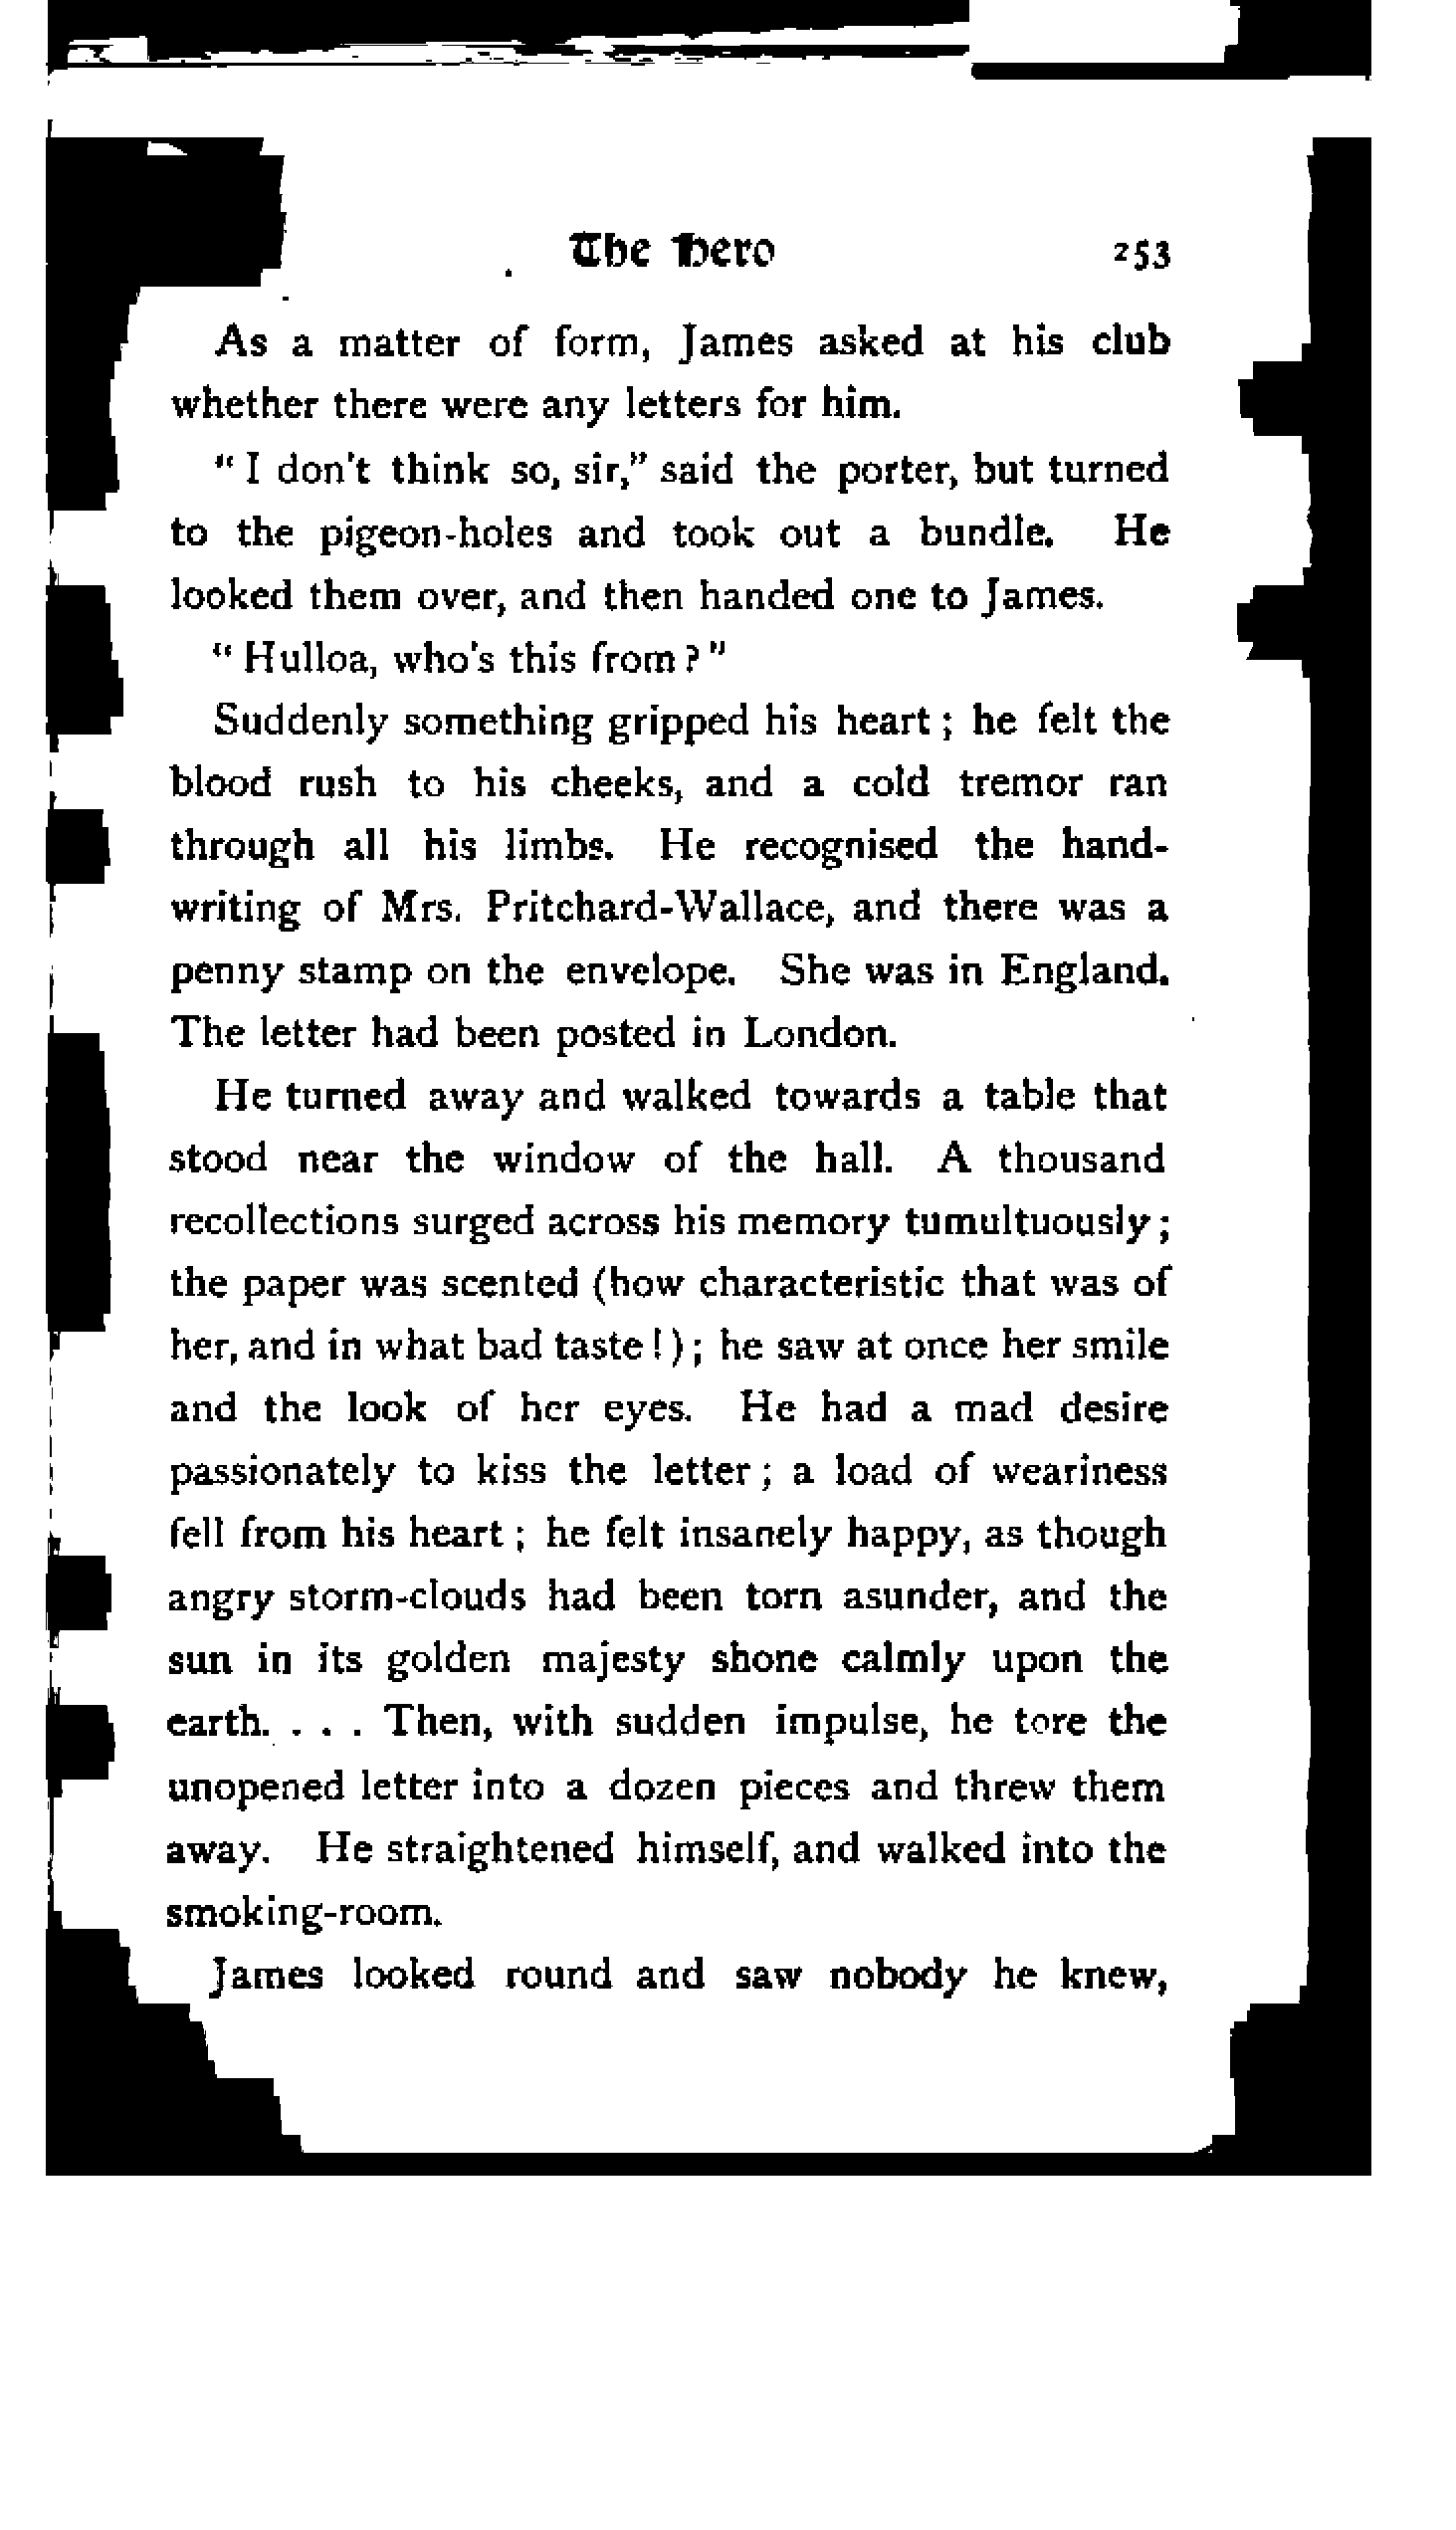 The Hero 253
As a matter of form, James asked at his club
whether there were any letters for him.
"I don't think so, sir," said the porter, but turned
to the pigeon-holes and took out a bundle. He
looked them over, and then handed one to James.
"Hulloa, who's this from?"
Suddenly something gripped his heart; he felt the
blood rush to his cheeks, and a cold tremor ran
through all his limbs. He recognised the hand-
writing of Mrs. Pritchard-Wallace, and there was a
penny stamp on the envelope. She was in England.
The letter had been posted in London.
He turned away and walked towards a table that
stood near the window of the hall. A thousand
recollections surged across his memory tumultuously;
the paper was scented (how characteristic that was of
her, and in what bad taste!); he saw at once her smile
and the look of her eyes. He had a mad desire
passionately to kiss the letter; a load of weariness
fell from his heart; he felt insanely happy, as though
angry storm-clouds had been torn asunder, and the
sun in its golden majesty shone calmly upon the
earth. . . . Then, with sudden impulse, he tore the
unopened letter into a dozen pieces and threw them
away. He straightened himself, and walked into the
smoking-room.
James looked round and saw nobody he knew,